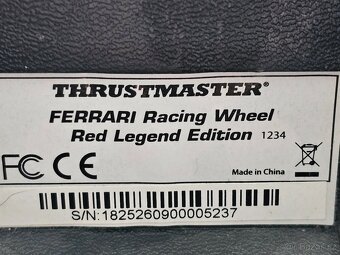 THRUSTMASTER®
FERRARI Racing Wheel
Red Legend Edition 1234
FC CE
Made in China
S/N:1825260900005237